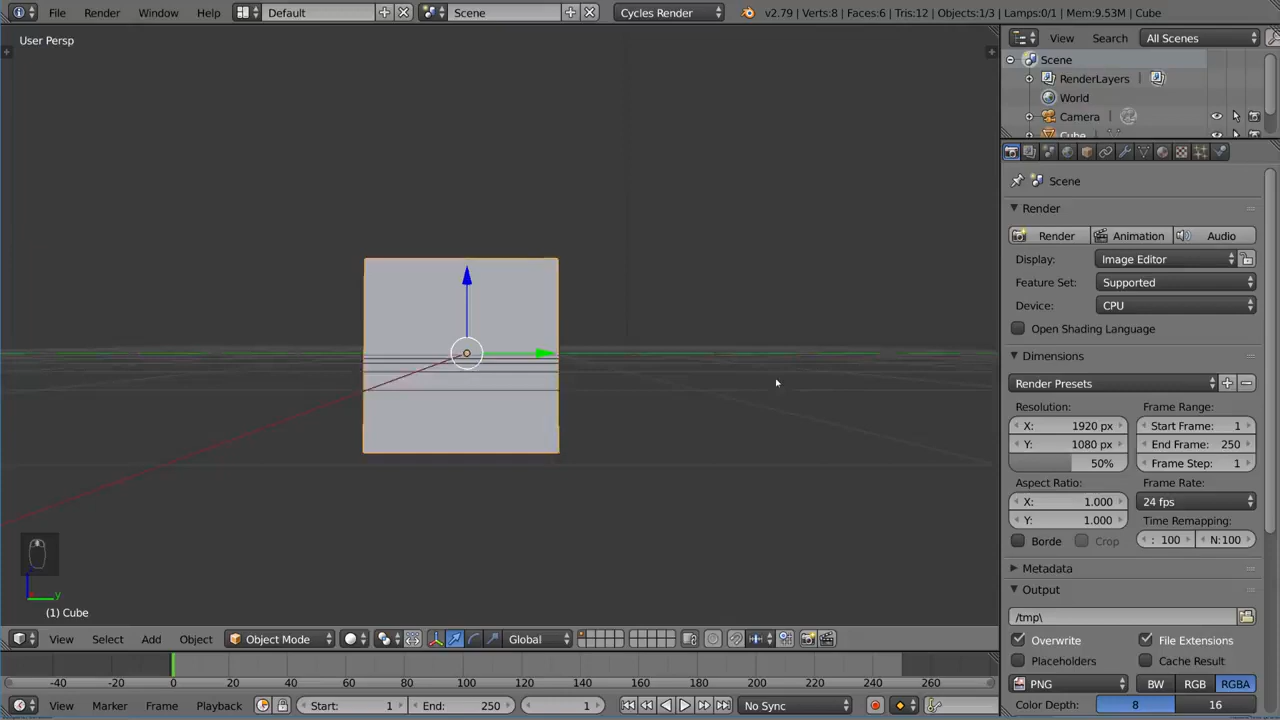 File Render Window Help Default Scene Cycles Render v2.79 | Verts:8 | Faces:6 | Tris:12 | Objects:1/3 | Lamps:0/1 | Mem:9.53M | Cube
User Persp
View Search All Scenes
Scene
RenderLayers
World
Camera
Cube
Scene
Render
Render Animation Audio
Display: Image Editor
Feature Set: Supported
Device: CPU
Open Shading Language
Dimensions
Render Presets
Resolution: Frame Range:
X: 1920 px Start Frame: 1
Y: 1080 px End Frame: 250
50% Frame Step: 1
Aspect Ratio: Frame Rate:
X: 1.000 24 fps
Y: 1.000 Time Remapping:
Borde Crop : 100 N:100
Metadata
Output
/tmp\
Overwrite File Extensions
Placeholders Cache Result
PNG BW RGB RGBA
Color Depth: 8 16
y
(1) Cube
View Select Add Object Object Mode Global
-40 -20 0 20 40 60 80 100 120 140 160 180 200 220 240 260
View Marker Frame Playback Start: 1 End: 250 1 No Sync